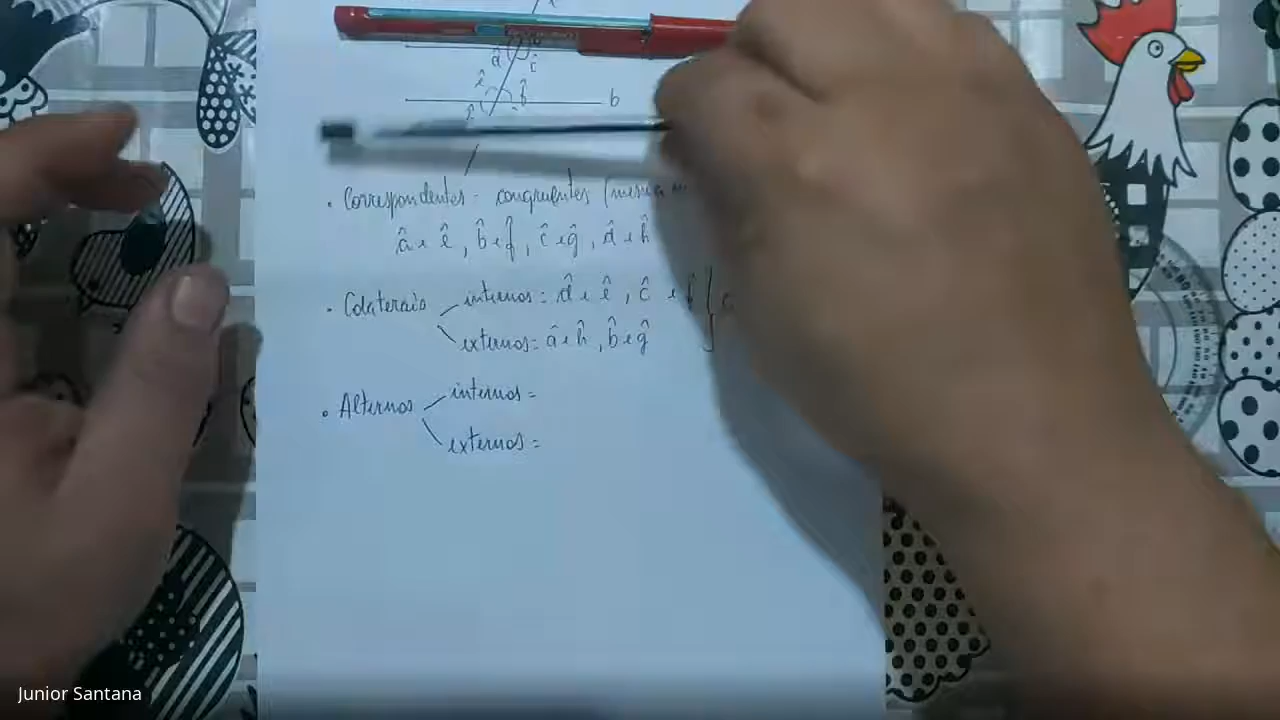 â ĉ
b
• Correspondentes - congruentes
â e ê, b̂ e f̂, ĉ e ĝ, d̂ e ĥ
• Colaterais
internos = d̂ e ê, ĉ e f̂
externos = â e ĥ, b̂ e ĝ
• Alternos
internos =
externos =
Junior Santana